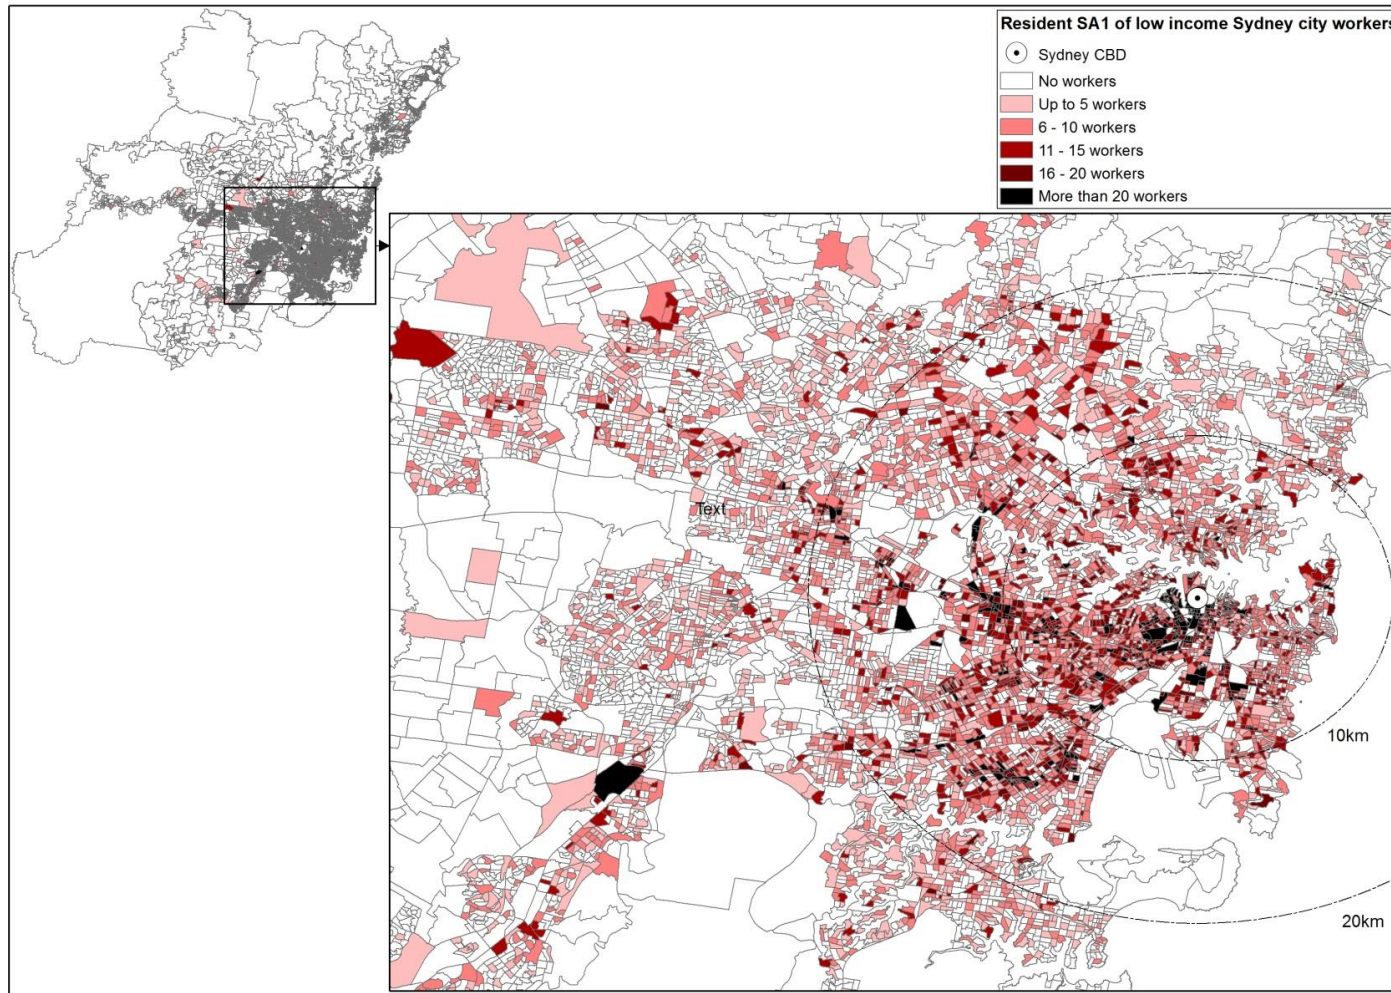 Resident SA1 of low income Sydney city workers
Sydney CBD
No workers
Up to 5 workers
6 - 10 workers
11 - 15 workers
16 - 20 workers
More than 20 workers
Text
10km
20km